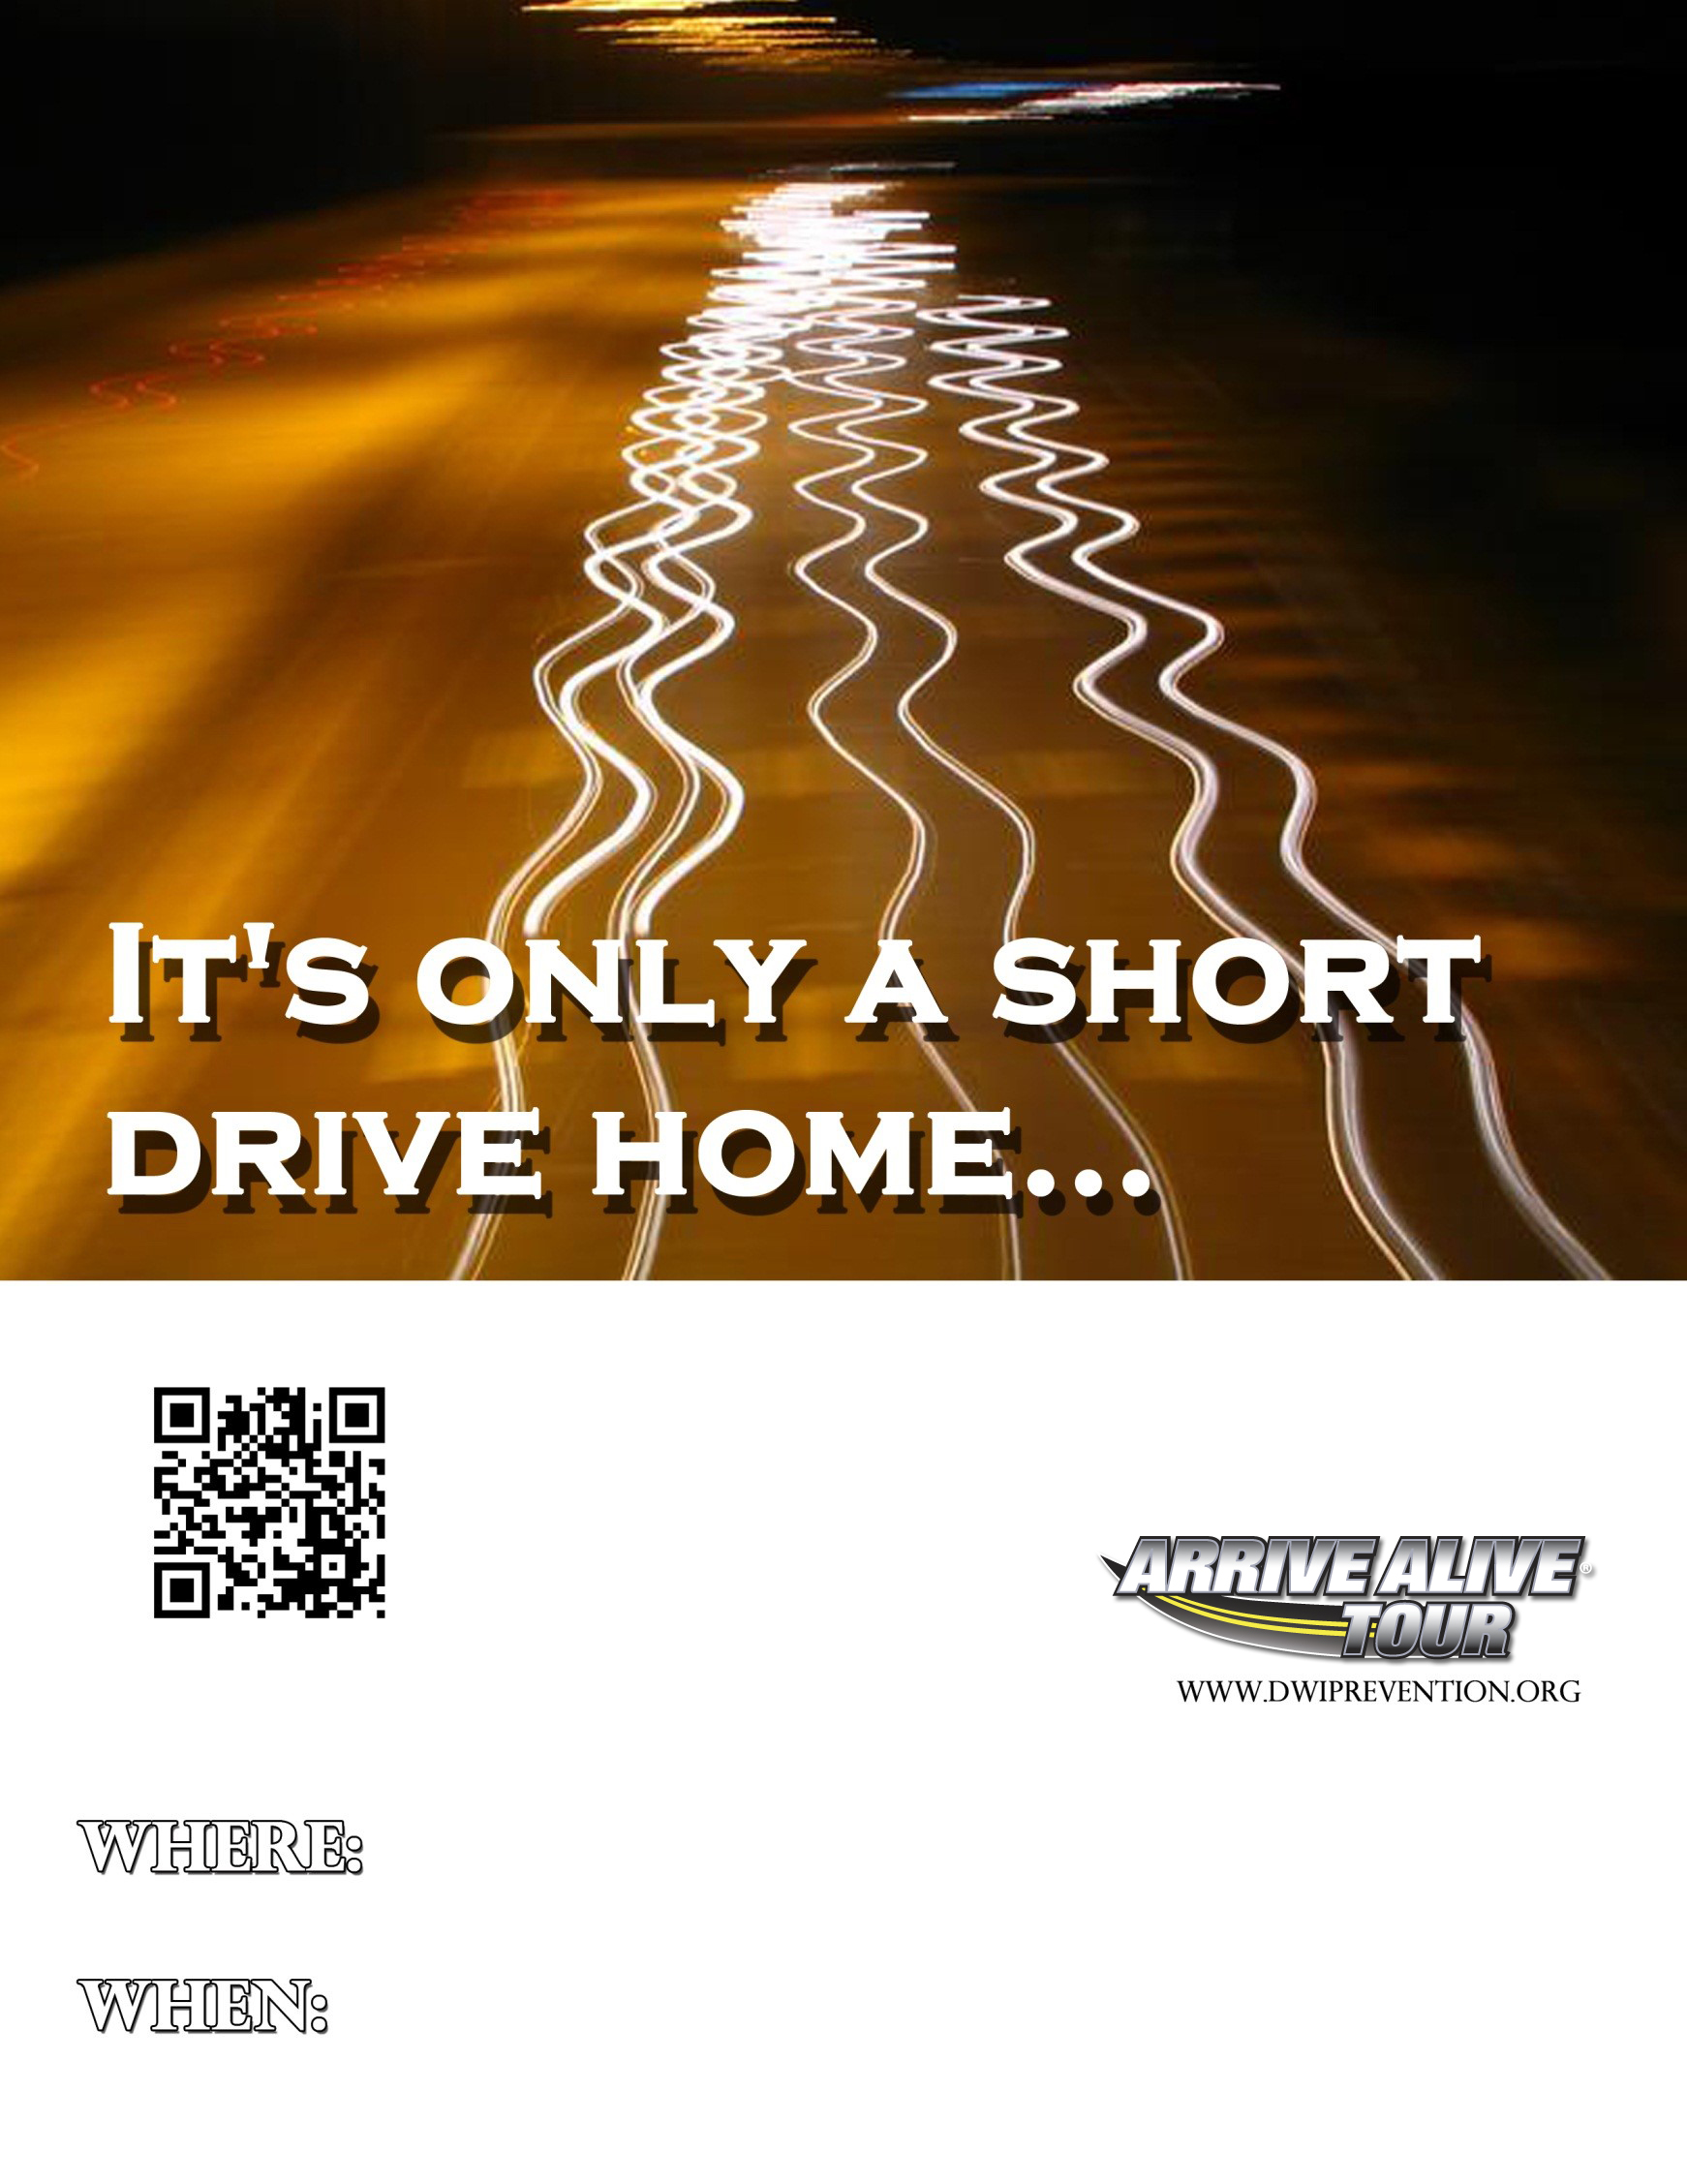 It's only a short
drive home...
ARRIVE ALIVE®
TOUR
WWW.DWIPREVENTION.ORG
WHERE:
WHEN: